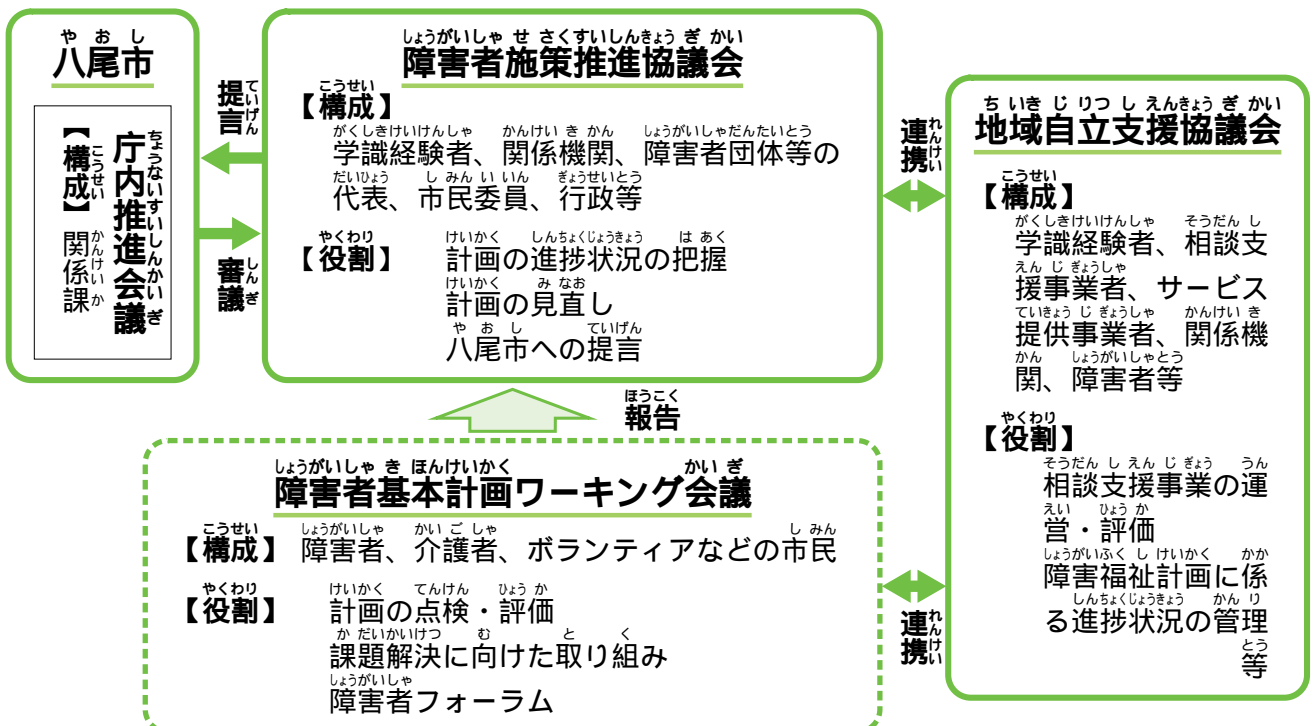 八尾市
庁内推進会議
【構成】関係課
提言
審議
障害者施策推進協議会
【構成】
学識経験者、関係機関、障害者団体等の
代表、市民委員、行政等
【役割】 計画の進捗状況の把握
計画の見直し
八尾市への提言
連携
地域自立支援協議会
【構成】
学識経験者、相談支
援事業者、サービス
提供事業者、関係機
関、障害者等
【役割】
相談支援事業の運
営・評価
障害福祉計画に係
る進捗状況の管理
等
報告
障害者基本計画ワーキング会議
【構成】 障害者、介護者、ボランティアなどの市民
【役割】 計画の点検・評価
課題解決に向けた取り組み
障害者フォーラム
連携